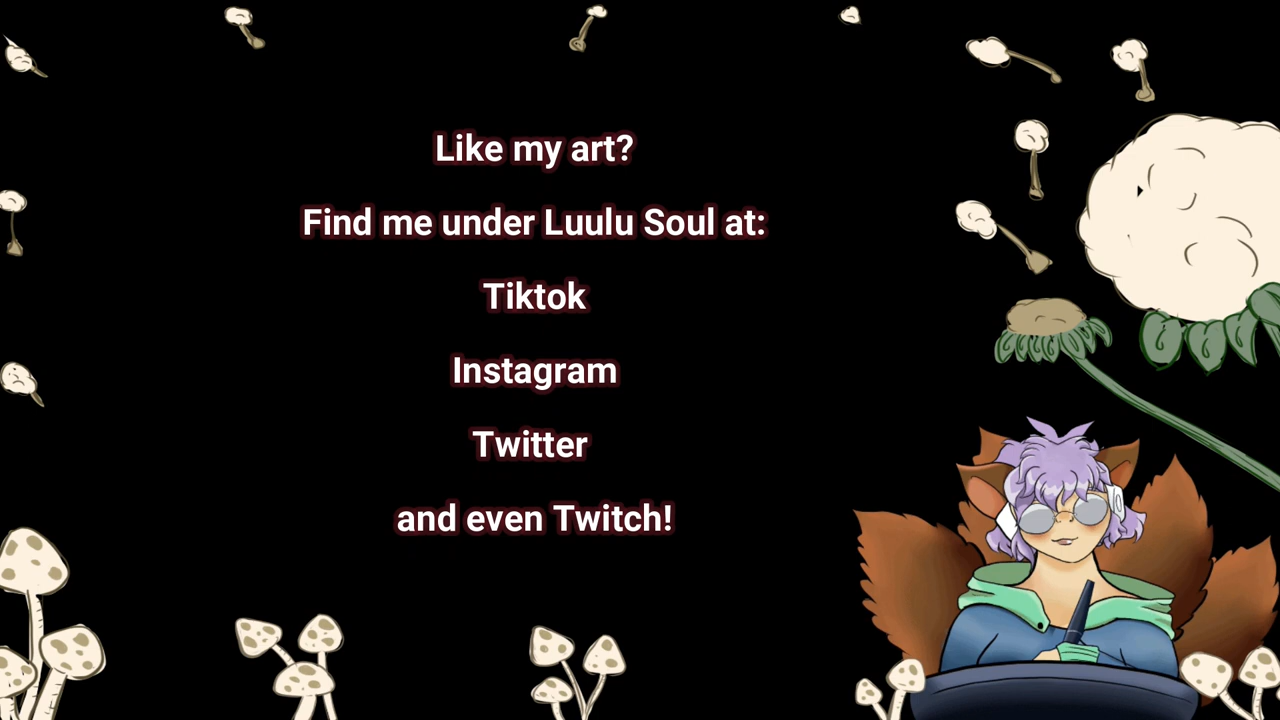 Like my art?
Find me under Luulu Soul at:
Tiktok
Instagram
Twitter
and even Twitch!